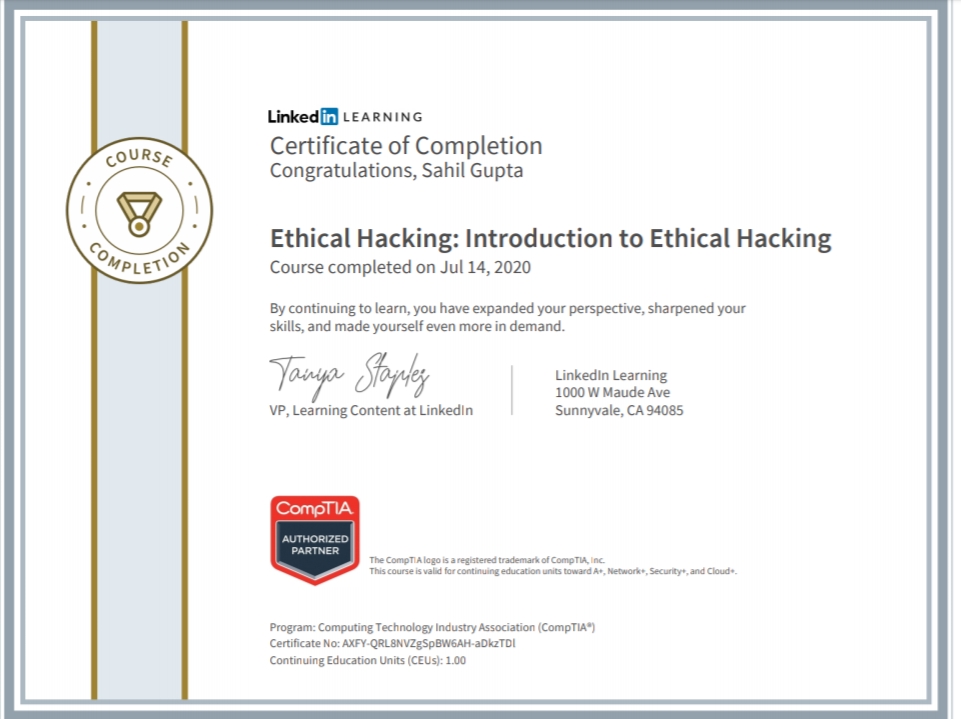 COURSE
COMPLETION
Linked in LEARNING
Certificate of Completion
Congratulations, Sahil Gupta
Ethical Hacking: Introduction to Ethical Hacking
Course completed on Jul 14, 2020
By continuing to learn, you have expanded your perspective, sharpened your
skills, and made yourself even more in demand.
Tanya Staples
VP, Learning Content at LinkedIn
LinkedIn Learning
1000 W Maude Ave
Sunnyvale, CA 94085
CompTIA
AUTHORIZED
PARTNER
The CompTIA logo is a registered trademark of CompTIA, Inc.
This course is valid for continuing education units toward A+, Network+, Security+, and Cloud+.
Program: Computing Technology Industry Association (CompTIA®)
Certificate No: AXFY-QRL8NVZgSpBW6AH-aDkzTDl
Continuing Education Units (CEUs): 1.00